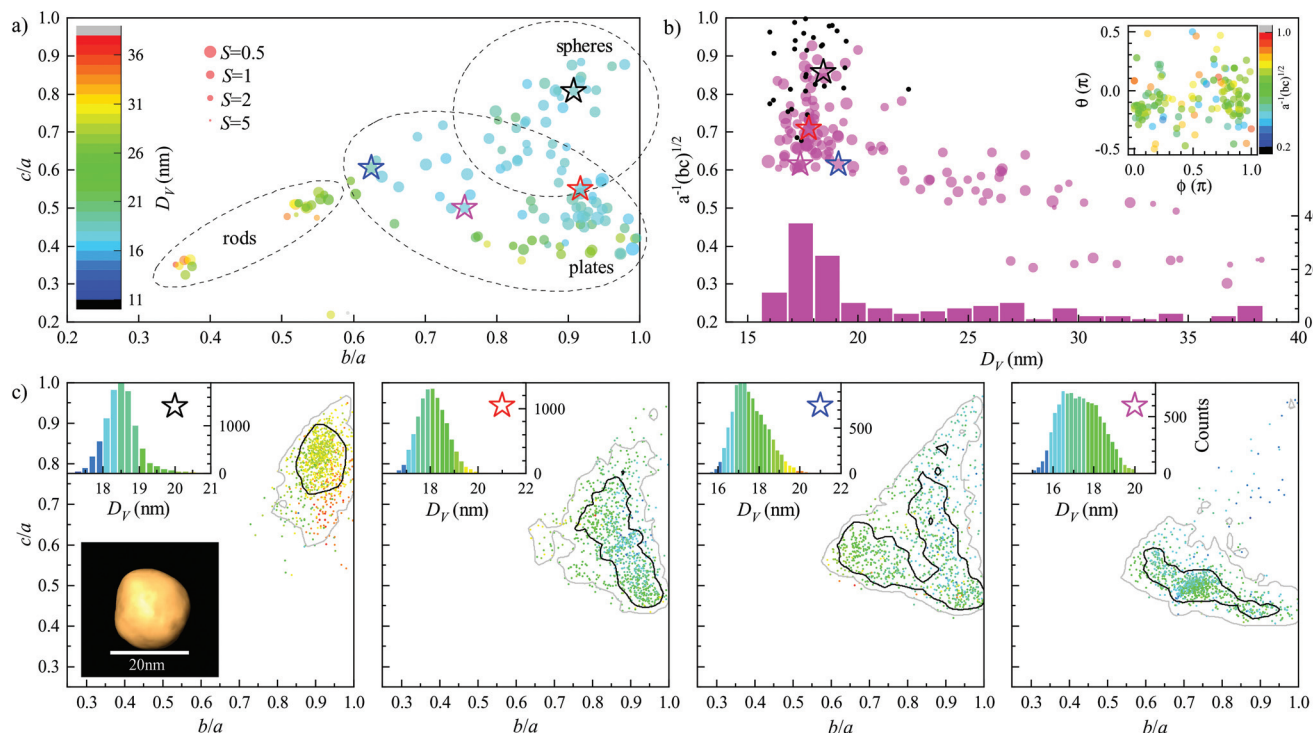 a)
1.0
0.9
0.8
0.7
0.6
0.5
0.4
0.3
0.2
c/a
36
31
26
21
16
11
D_V (nm)
S=0.5
S=1
S=2
S=5
spheres
rods
plates
0.2 0.3 0.4 0.5 0.6 0.7 0.8 0.9 1.0
b/a
b)
1.0
0.9
0.8
0.7
0.6
0.5
0.4
0.3
0.2
a⁻¹(bc)¹/²
0.5
0.0
-0.5
θ (π)
0.0 0.5 1.0
ϕ (π)
1.0
0.2
a⁻¹(bc)¹/²
4
2
0
14 20 25 30 35 40
D_V (nm)
c)
1.0
0.9
0.8
0.7
0.6
0.5
0.4
0.3
c/a
1000
0
18 19 20 21
D_V (nm)
20nm
0.3 0.4 0.5 0.6 0.7 0.8 0.9 1.0
b/a
1000
0
18 20 22
D_V (nm)
0.3 0.4 0.5 0.6 0.7 0.8 0.9 1.0
b/a
500
0
16 18 20 22
D_V (nm)
0.3 0.4 0.5 0.6 0.7 0.8 0.9 1.0
b/a
500
0
Counts
16 18 20
D_V (nm)
0.3 0.4 0.5 0.6 0.7 0.8 0.9 1.0
b/a